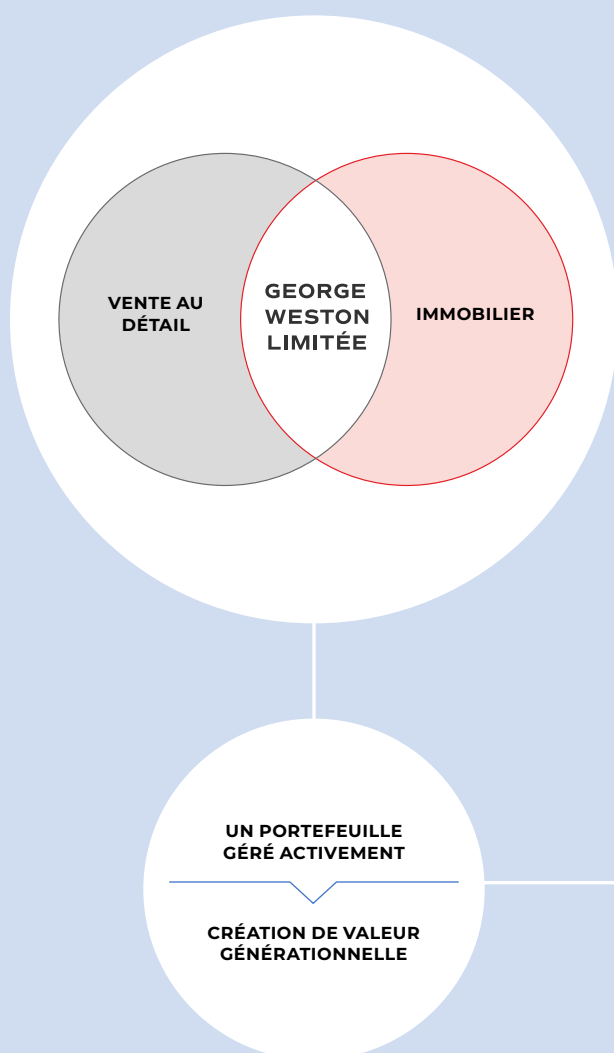 VENTE AU
DÉTAIL
GEORGE
WESTON
LIMITÉE
IMMOBILIER
UN PORTEFEUILLE
GÉRÉ ACTIVEMENT
CRÉATION DE VALEUR
GÉNÉRATIONNELLE